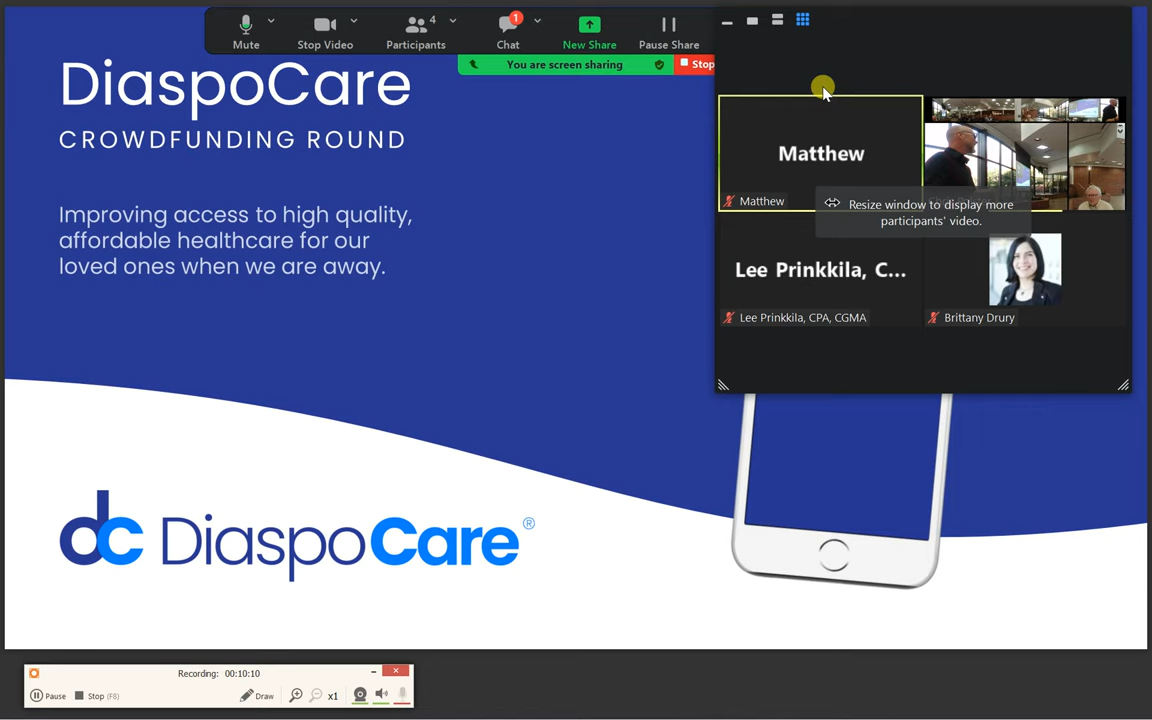 Mute
Stop Video
4
Participants
1
Chat
New Share
Pause Share
You are screen sharing
Stop
DiaspoCare
CROWDFUNDING ROUND
Improving access to high quality,
affordable healthcare for our
loved ones when we are away.
Matthew
Matthew
Resize window to display more
participants' video.
Lee Prinkkila, C...
Lee Prinkkila, CPA, CGMA
Brittany Drury
dc DiaspoCare®
Recording: 00:10:10
Pause
Stop (F8)
Draw
x1